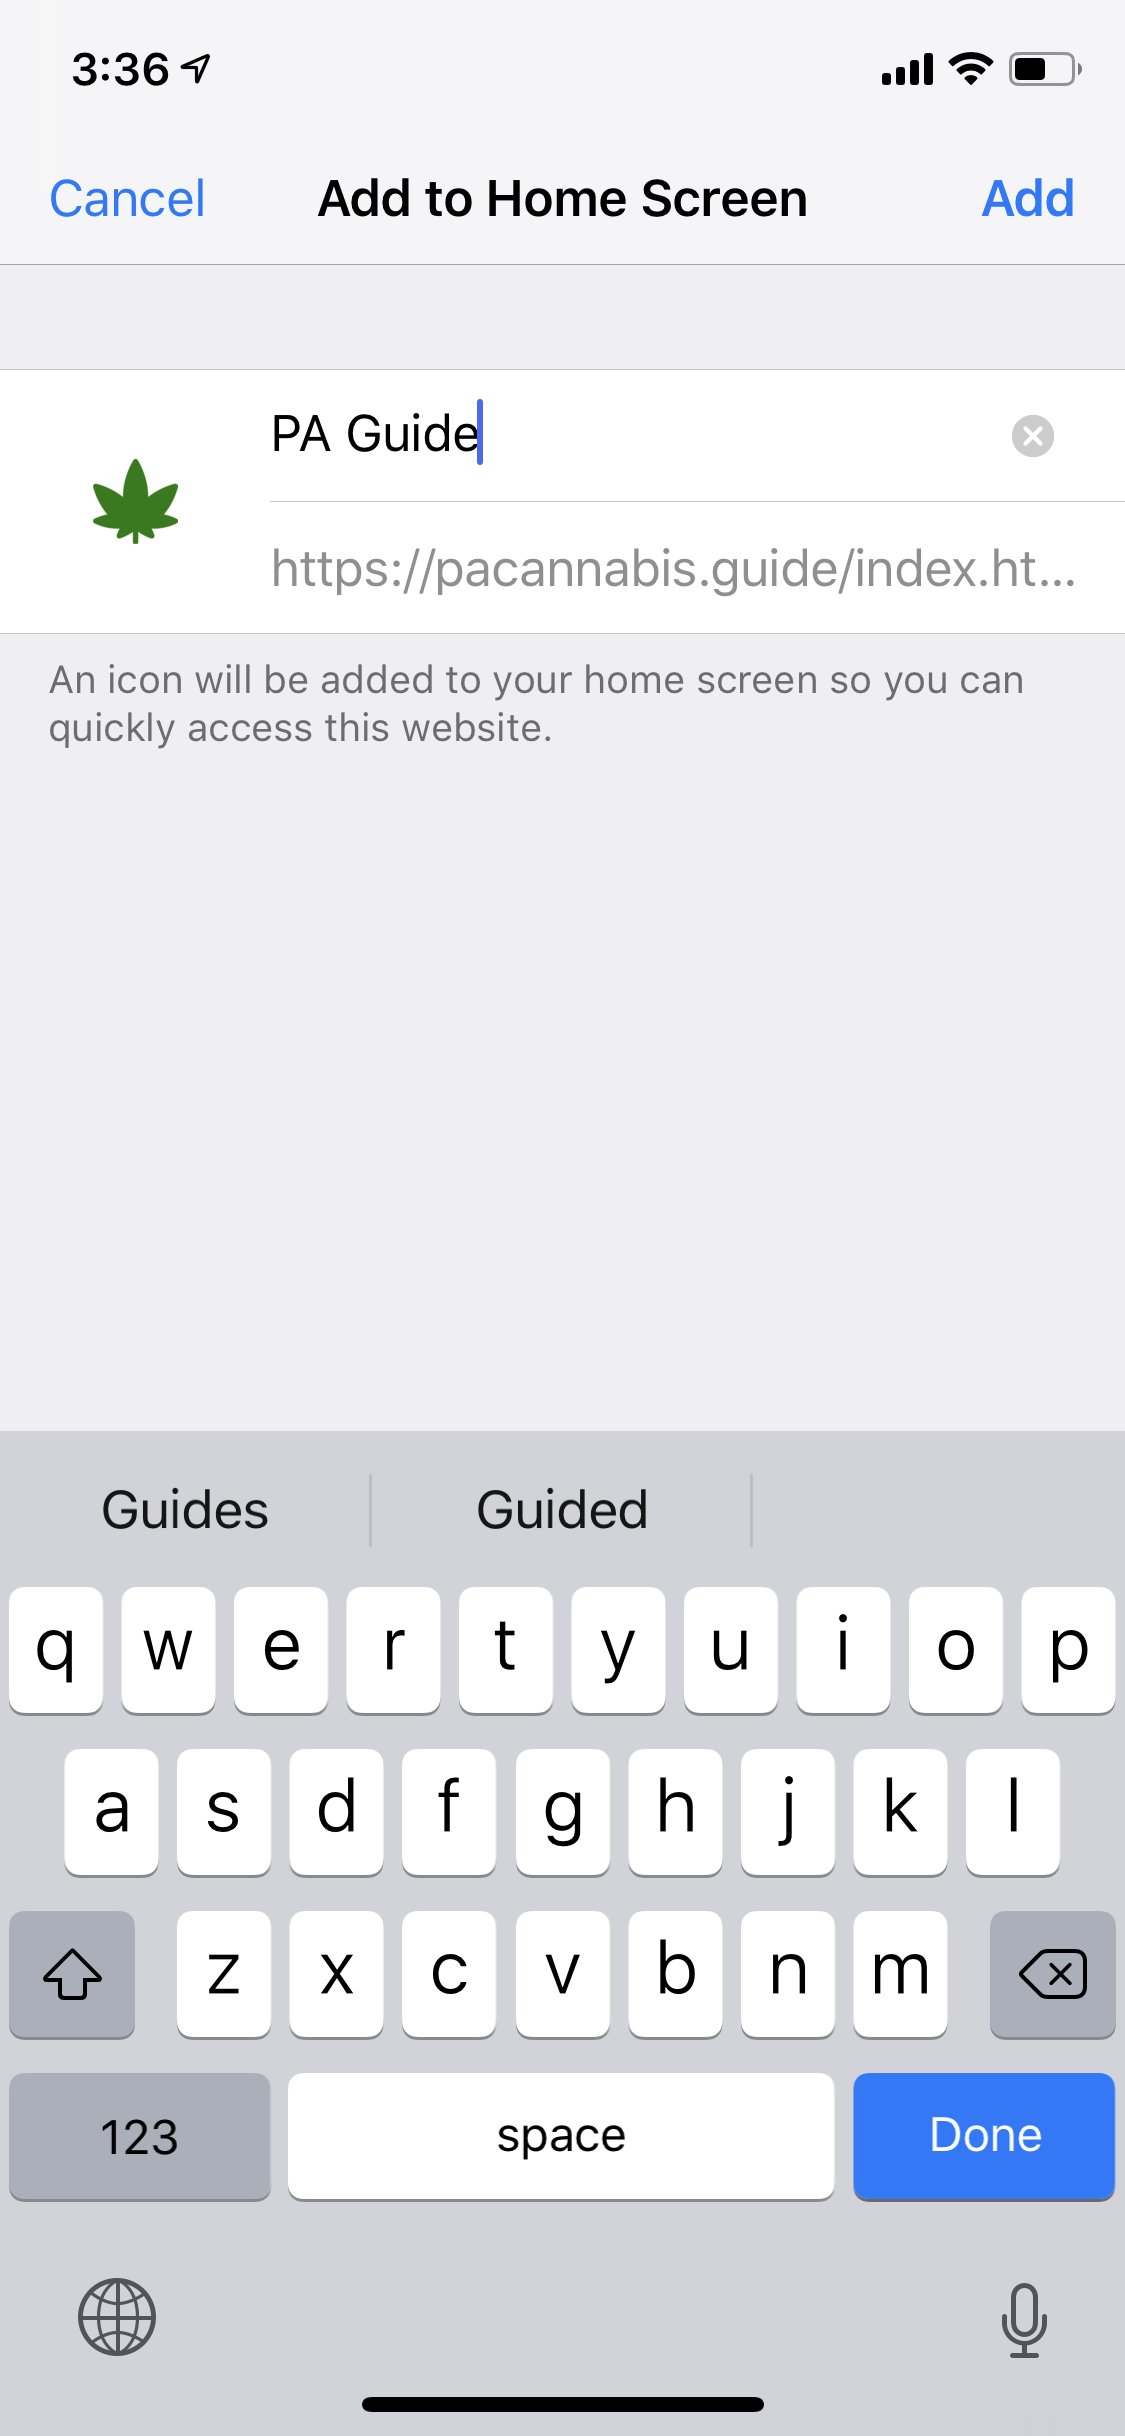 3:36
Cancel Add to Home Screen Add
PA Guide
https://pacannabis.guide/index.ht...
An icon will be added to your home screen so you can
quickly access this website.
Guides Guided
q w e r t y u i o p
a s d f g h j k l
z x c v b n m
123 space Done